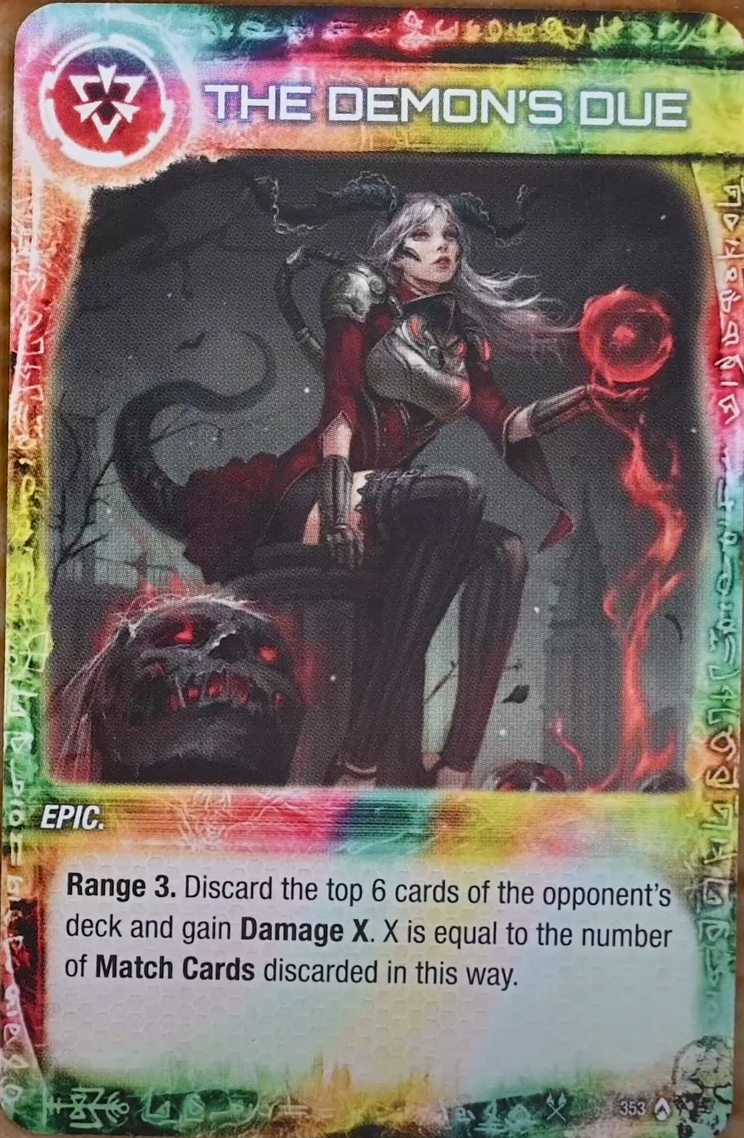 THE DEMON'S DUE
EPIC.
Range 3. Discard the top 6 cards of the opponent's
deck and gain Damage X. X is equal to the number
of Match Cards discarded in this way.
353